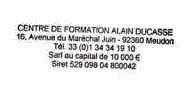 CENTRE DE FORMATION ALAIN DUCASSE
16, Avenue du Maréchal Juin - 92360 Meudon
Tél. 33 (0)1 34 34 19 10
Sarl au capital de 10 000 €
Siret 529 098 04 800042